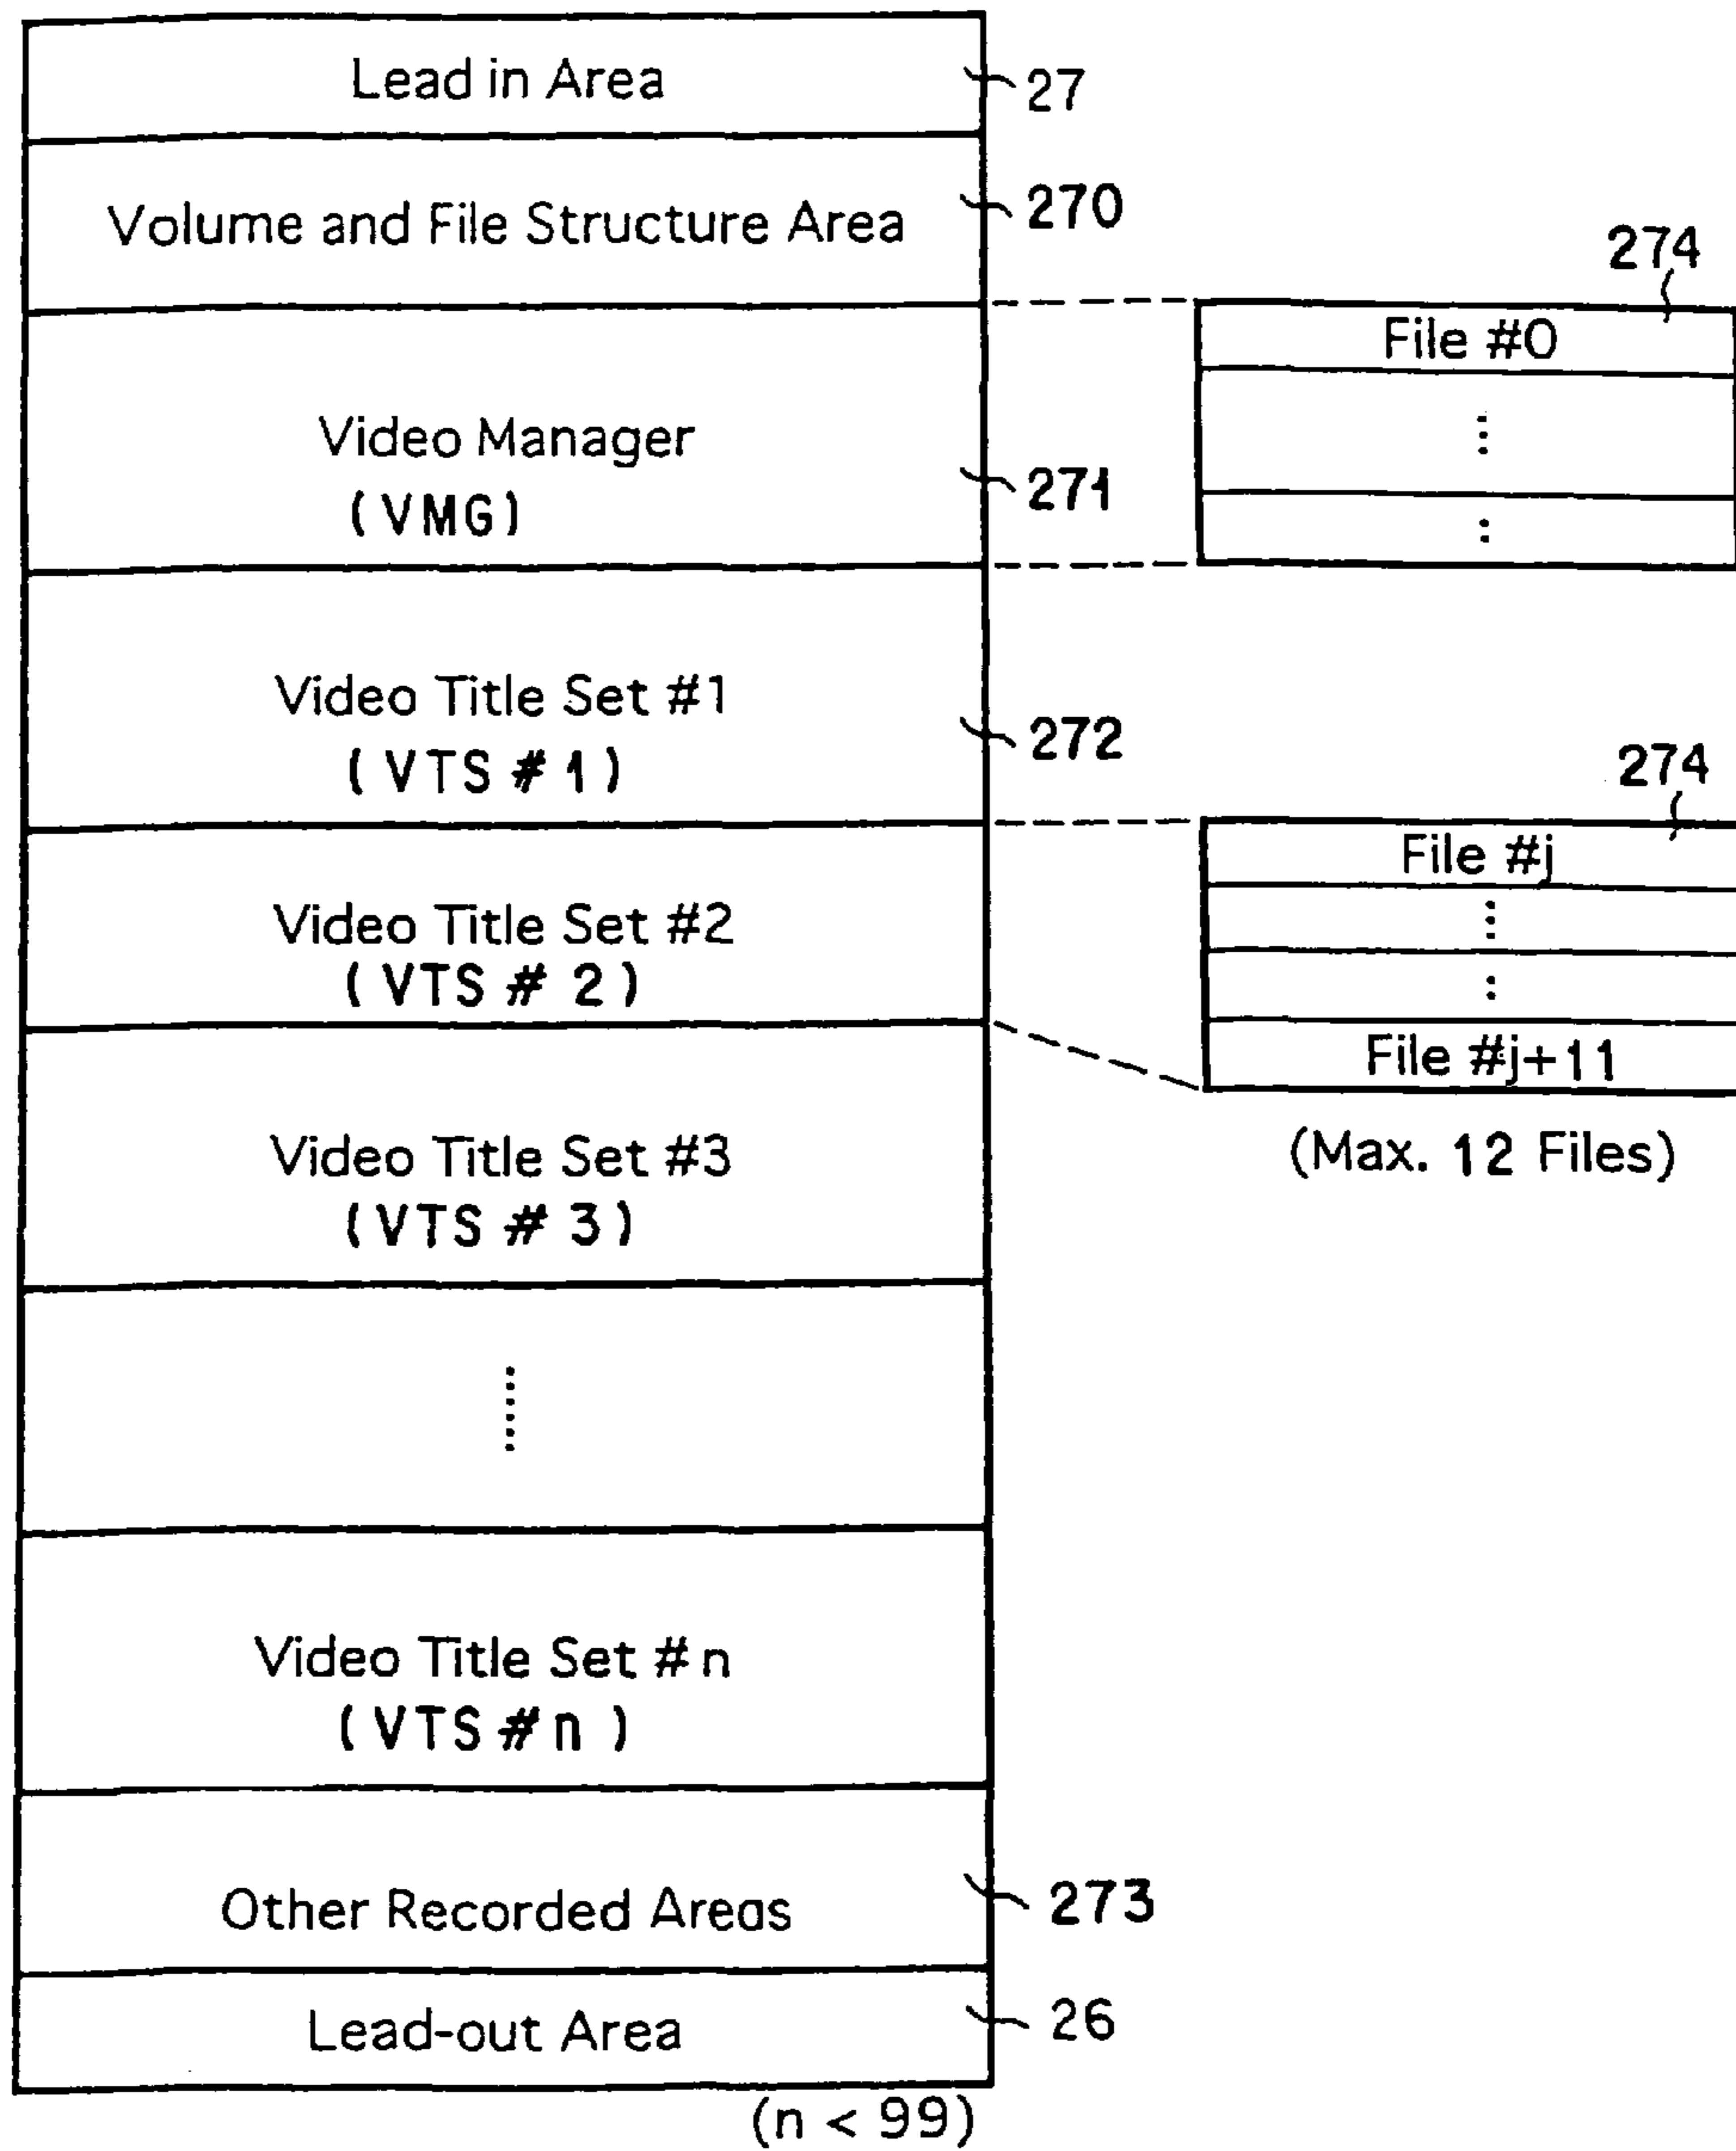 Lead in Area
27
Volume and File Structure Area
270
274
File #0
Video Manager
(VMG)
271
Video Title Set #1
(VTS #1)
272
274
File #j
Video Title Set #2
(VTS #2)
File #j+11
(Max. 12 Files)
Video Title Set #3
(VTS #3)
Video Title Set #n
(VTS #n)
Other Recorded Areas
273
Lead-out Area
26
(n < 99)